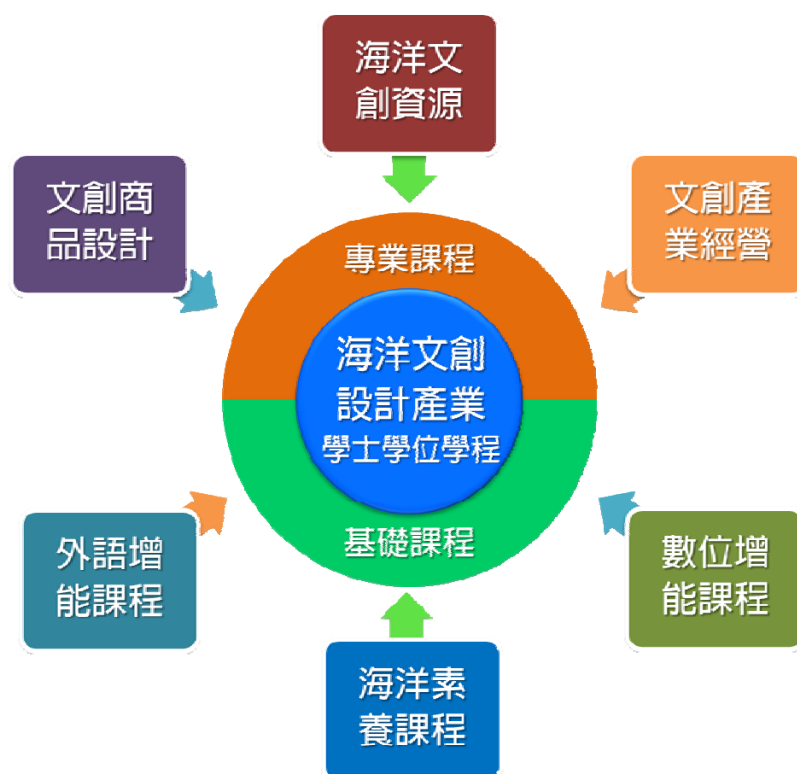 海洋文
創資源
文創商
品設計
文創產
業經營
專業課程
海洋文創
設計產業
學士學位學程
基礎課程
外語增
能課程
數位增
能課程
海洋素
養課程